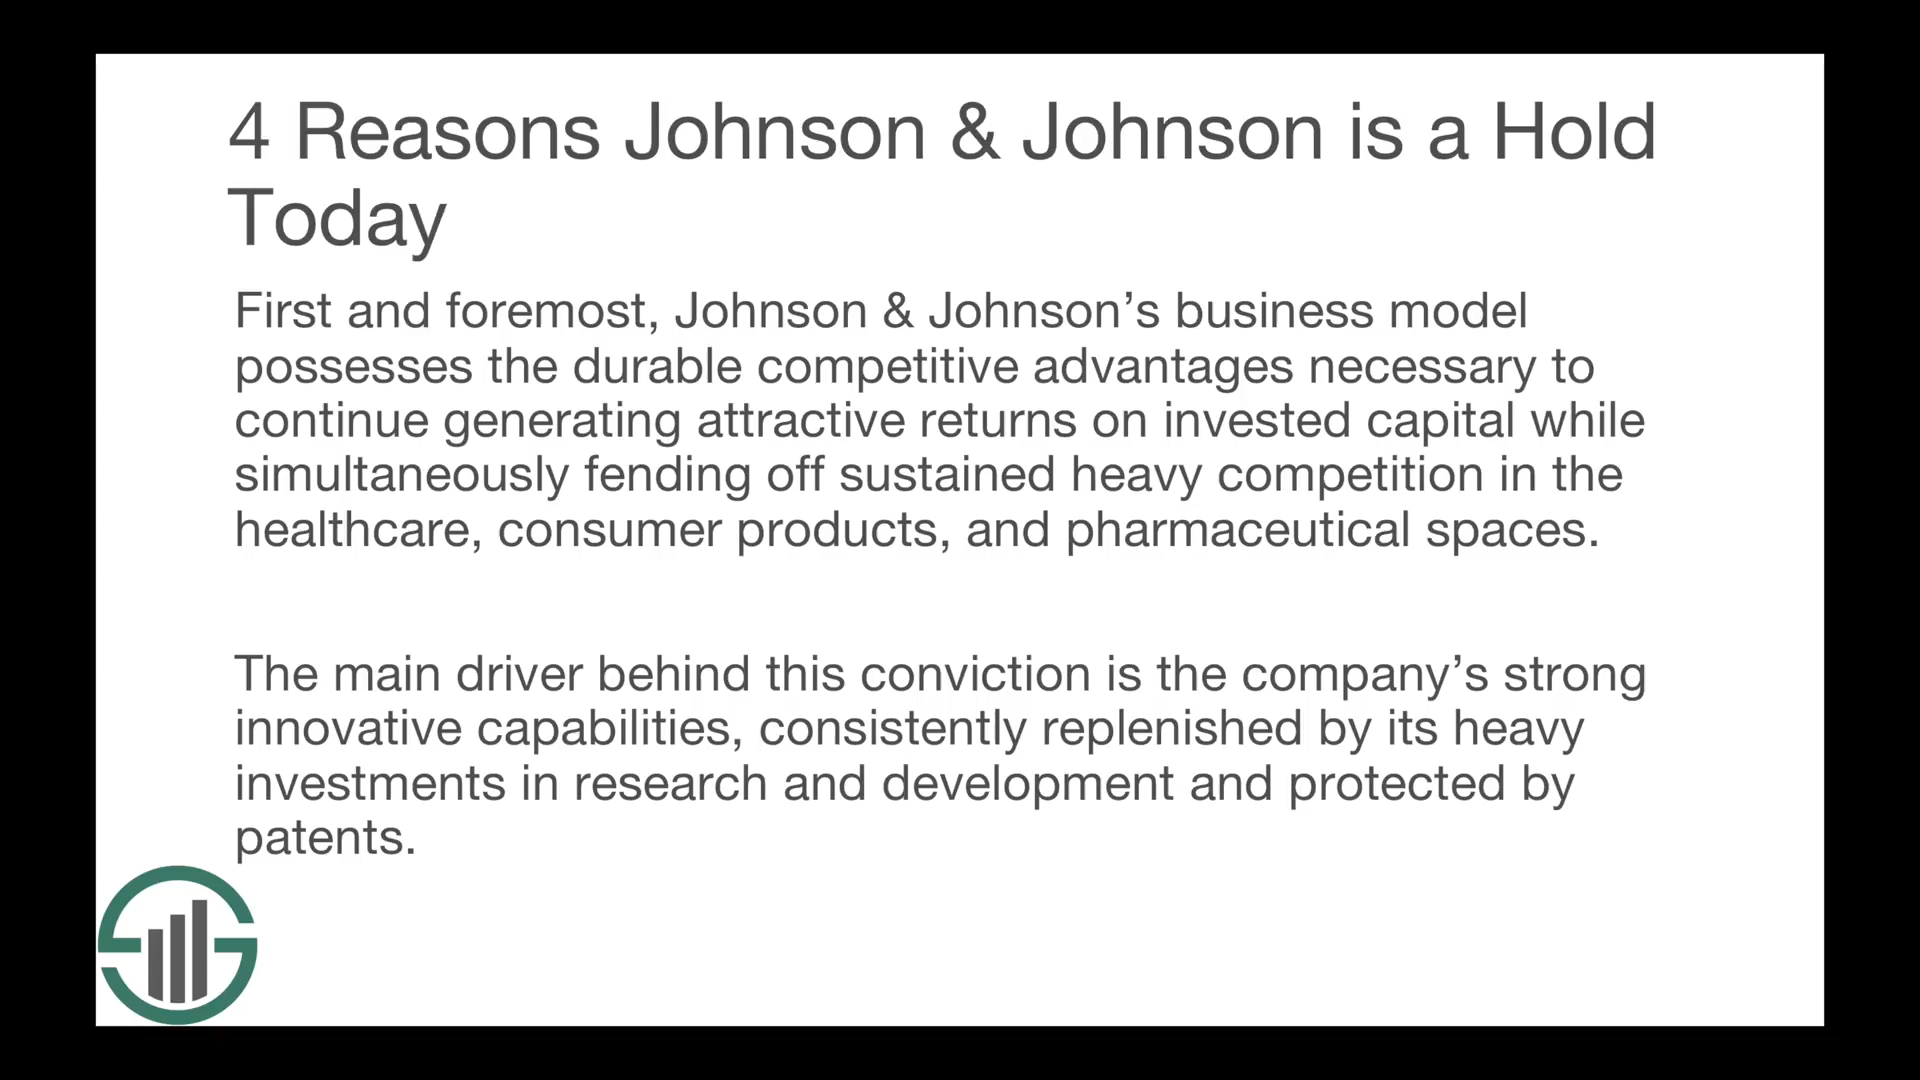 4 Reasons Johnson & Johnson is a Hold
Today
First and foremost, Johnson & Johnson’s business model
possesses the durable competitive advantages necessary to
continue generating attractive returns on invested capital while
simultaneously fending off sustained heavy competition in the
healthcare, consumer products, and pharmaceutical spaces.
The main driver behind this conviction is the company’s strong
innovative capabilities, consistently replenished by its heavy
investments in research and development and protected by
patents.